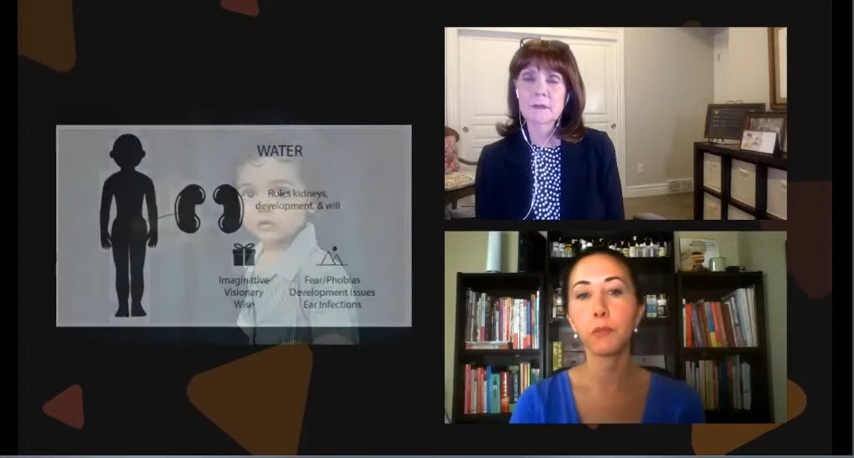 WATER
Rules kidneys,
development, & will
Imaginative
Visionary
Wise
Fear/Phobias
Development Issues
Ear Infections